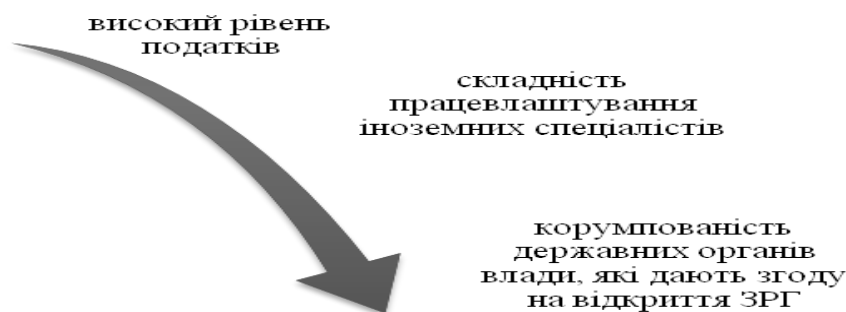 високий рівень
податків
складність
працевлаштування
іноземних спеціалістів
корумпованість
державних органів
влади, які дають згоду
на відкриття ЗРГ